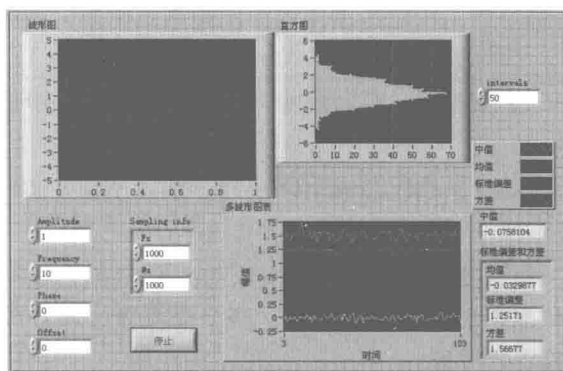 波形图
5
4
3
2
1
0
-1
-2
-3
-4
-5
0 0.2 0.4 0.6 0.8 1
直方图
6
4
2
0
-2
-4
-6
0 10 20 30 40 50 60 70
intervals
50
中值
均值
标准偏差
方差
Amplitude
1
Frequency
10
Phase
0
Offset
0
Sampling info
Fs
1000
#s
1000
停止
多波形图表
幅值
1.75
1.5
1.25
1
0.75
0.5
0.25
0
-0.25
3 103
时间
中值
-0.0758104
标准偏差和方差
均值
-0.0329877
标准偏差
1.25171
方差
1.56677